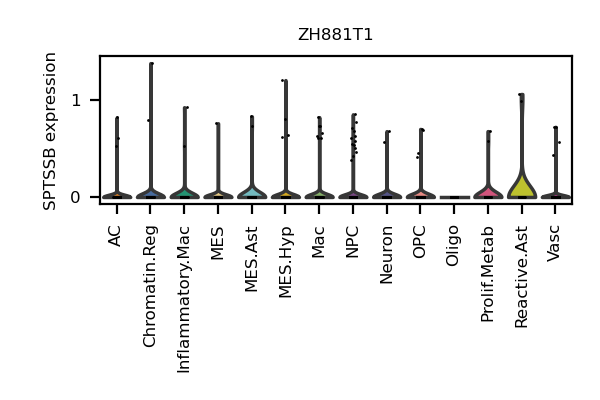 ZH881T1
SPTSSB expression
1
0
AC
Chromatin.Reg
Inflammatory.Mac
MES
MES.Ast
MES.Hyp
Mac
NPC
Neuron
OPC
Oligo
Prolif.Metab
Reactive.Ast
Vasc